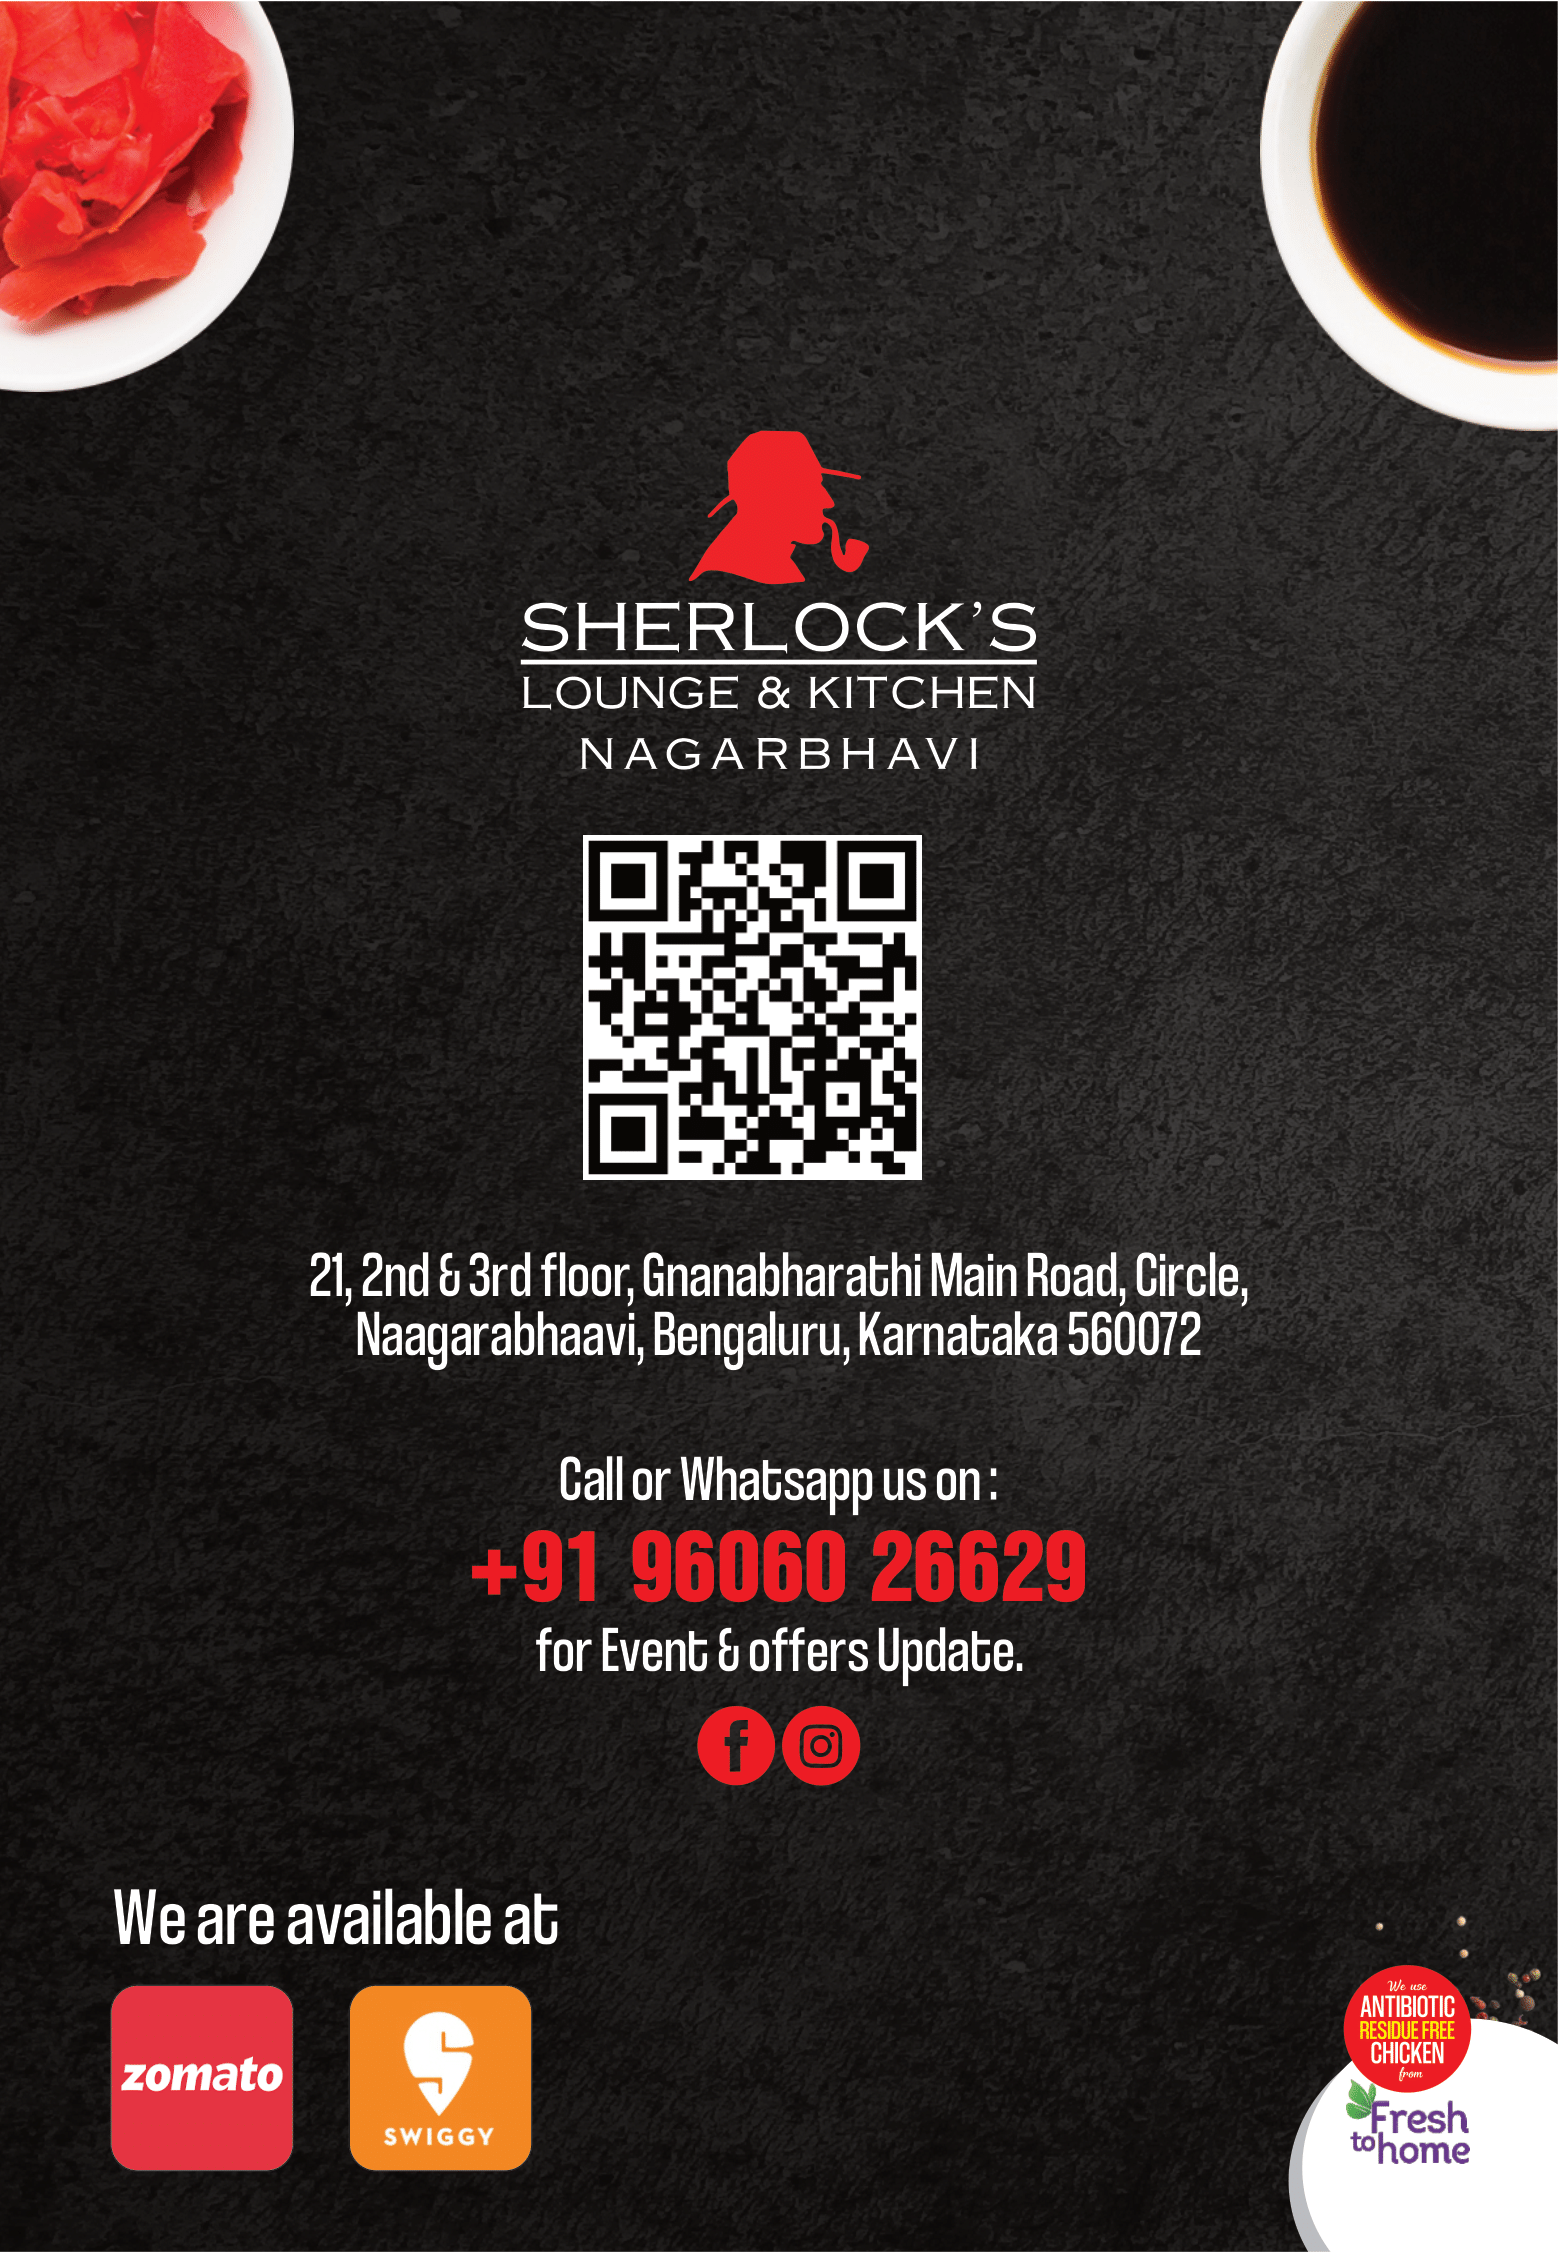 SHERLOCK'S
LOUNGE & KITCHEN
NAGARBHAVI
21, 2nd & 3rd floor, Gnanabharathi Main Road, Circle,
Naagarabhaavi, Bengaluru, Karnataka 560072
Call or Whatsapp us on :
+91 96060 26629
for Event & offers Update.
We are available at
zomato
SWIGGY
We use
ANTIBIOTIC
RESIDUE FREE
CHICKEN
from
Fresh
to home